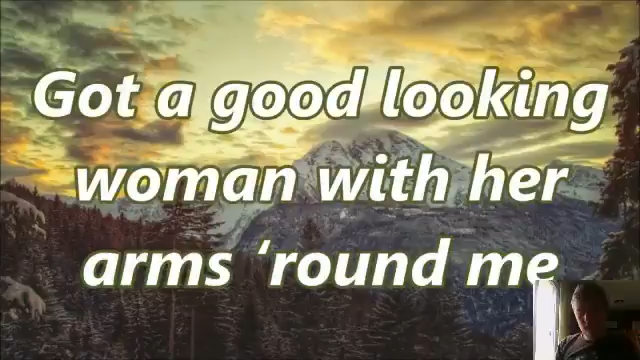 Got a good looking
woman with her
arms ‘round me